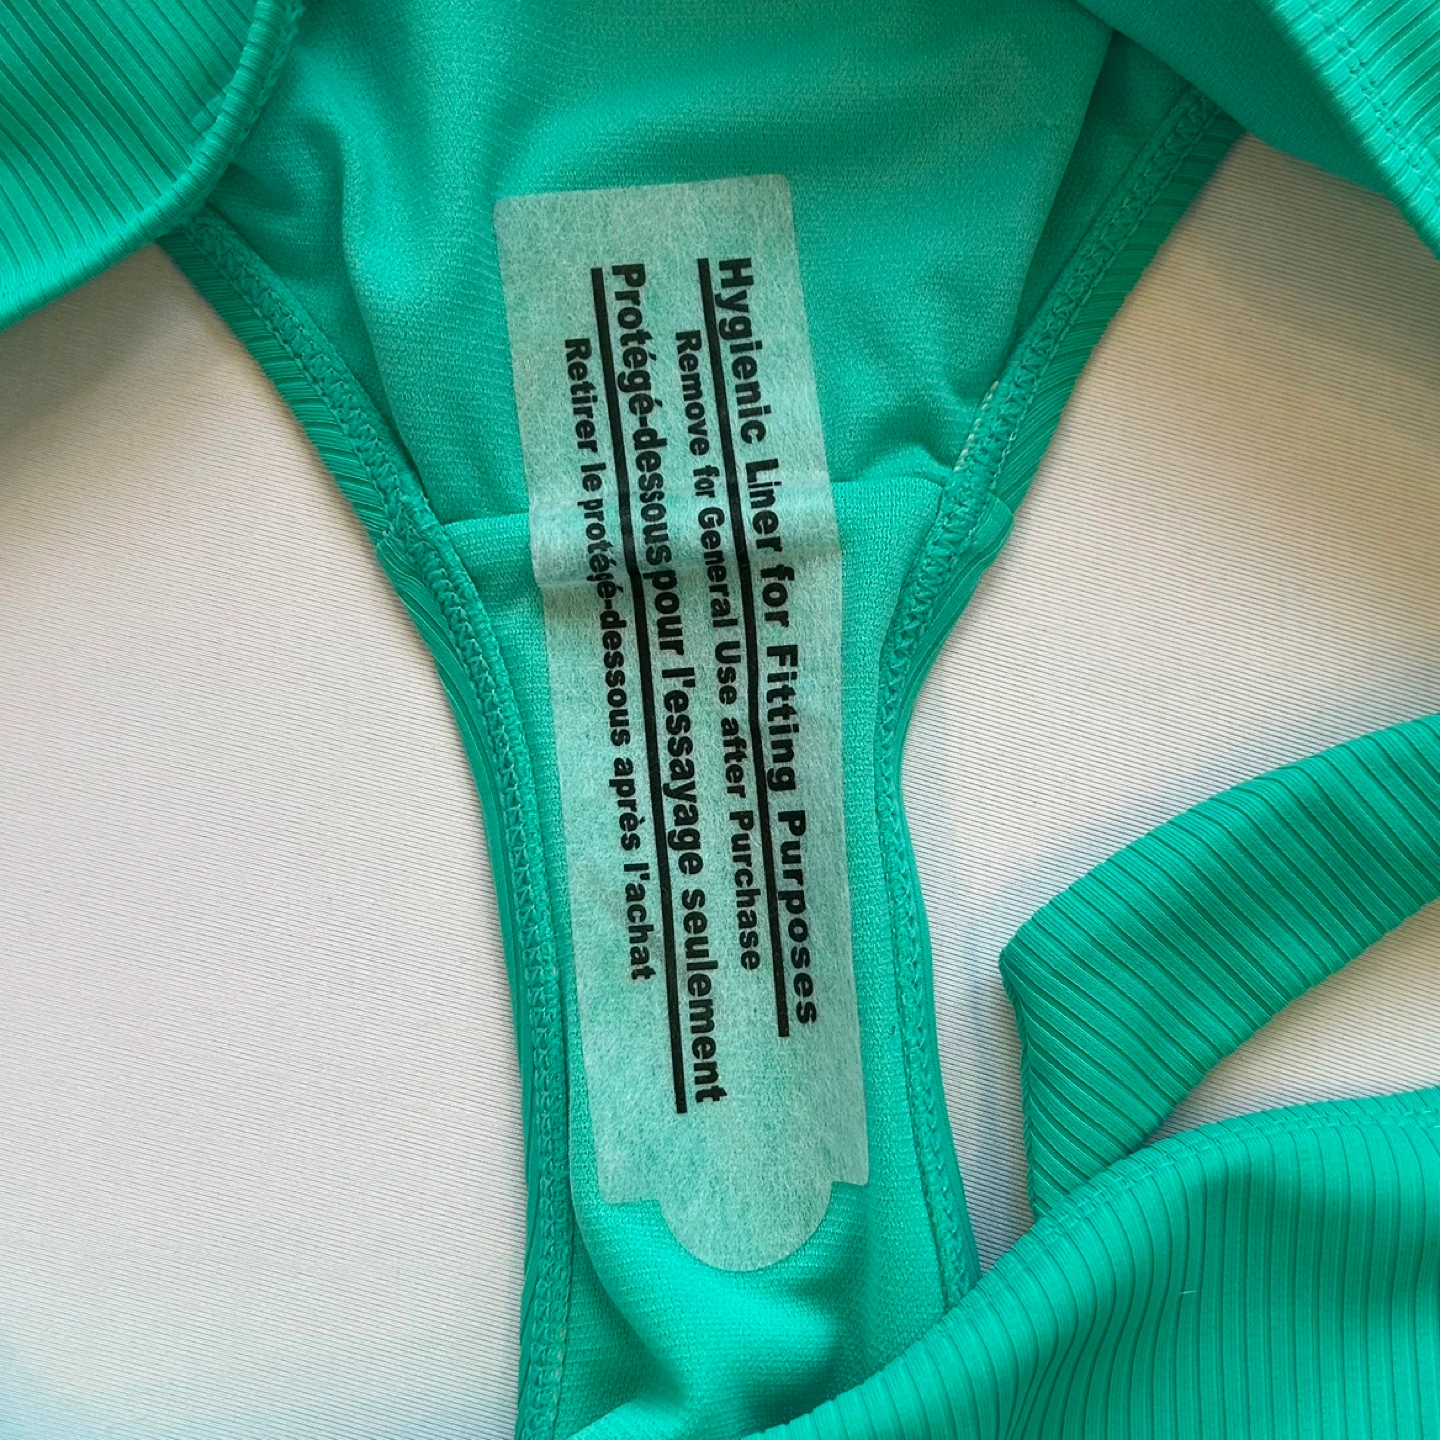 Hygienic Liner for Fitting Purposes
Remove for General Use after Purchase
Protégé-dessous pour l'essayage seulement
Retirer le protégé-dessous après l'achat